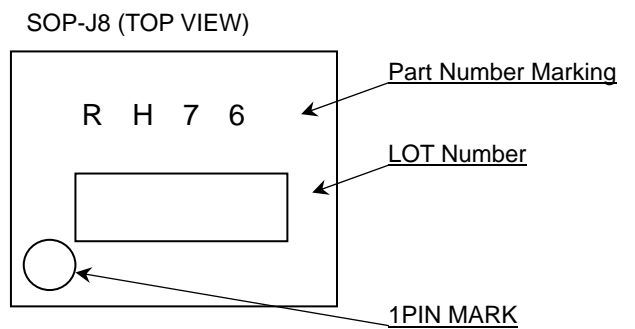 SOP-J8 (TOP VIEW)
Part Number Marking
R H 7 6
LOT Number
1PIN MARK